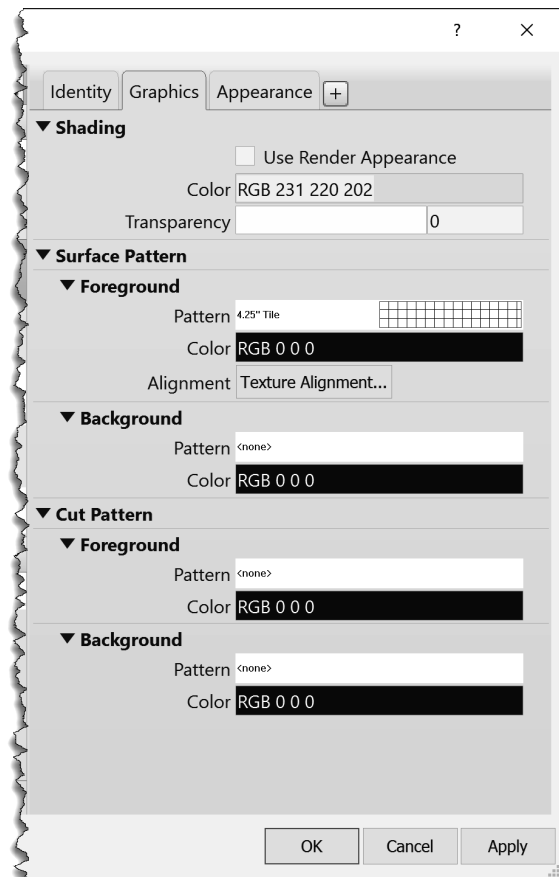 ?
Identity Graphics Appearance +
Shading
Use Render Appearance
Color RGB 231 220 202
Transparency 0
Surface Pattern
Foreground
Pattern 4.25" Tile
Color RGB 0 0 0
Alignment Texture Alignment...
Background
Pattern <none>
Color RGB 0 0 0
Cut Pattern
Foreground
Pattern <none>
Color RGB 0 0 0
Background
Pattern <none>
Color RGB 0 0 0
OK Cancel Apply